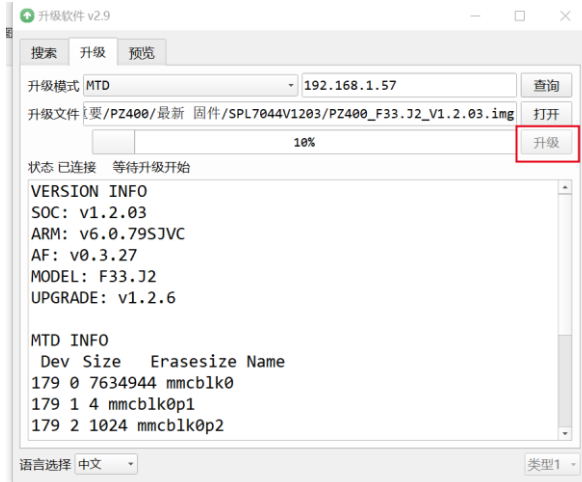 升级软件 v2.9
搜索 升级 预览
升级模式 MTD 192.168.1.57 查询
升级文件 要/PZ400/最新 固件/SPL7044V1203/PZ400_F33.J2_V1.2.03.img 打开
10% 升级
状态 已连接 等待升级开始
VERSION INFO
SOC: v1.2.03
ARM: v6.0.79SJVC
AF: v0.3.27
MODEL: F33.J2
UPGRADE: v1.2.6
MTD INFO
Dev Size Erasesize Name
179 0 7634944 mmcblk0
179 1 4 mmcblk0p1
179 2 1024 mmcblk0p2
语言选择 中文 类型1